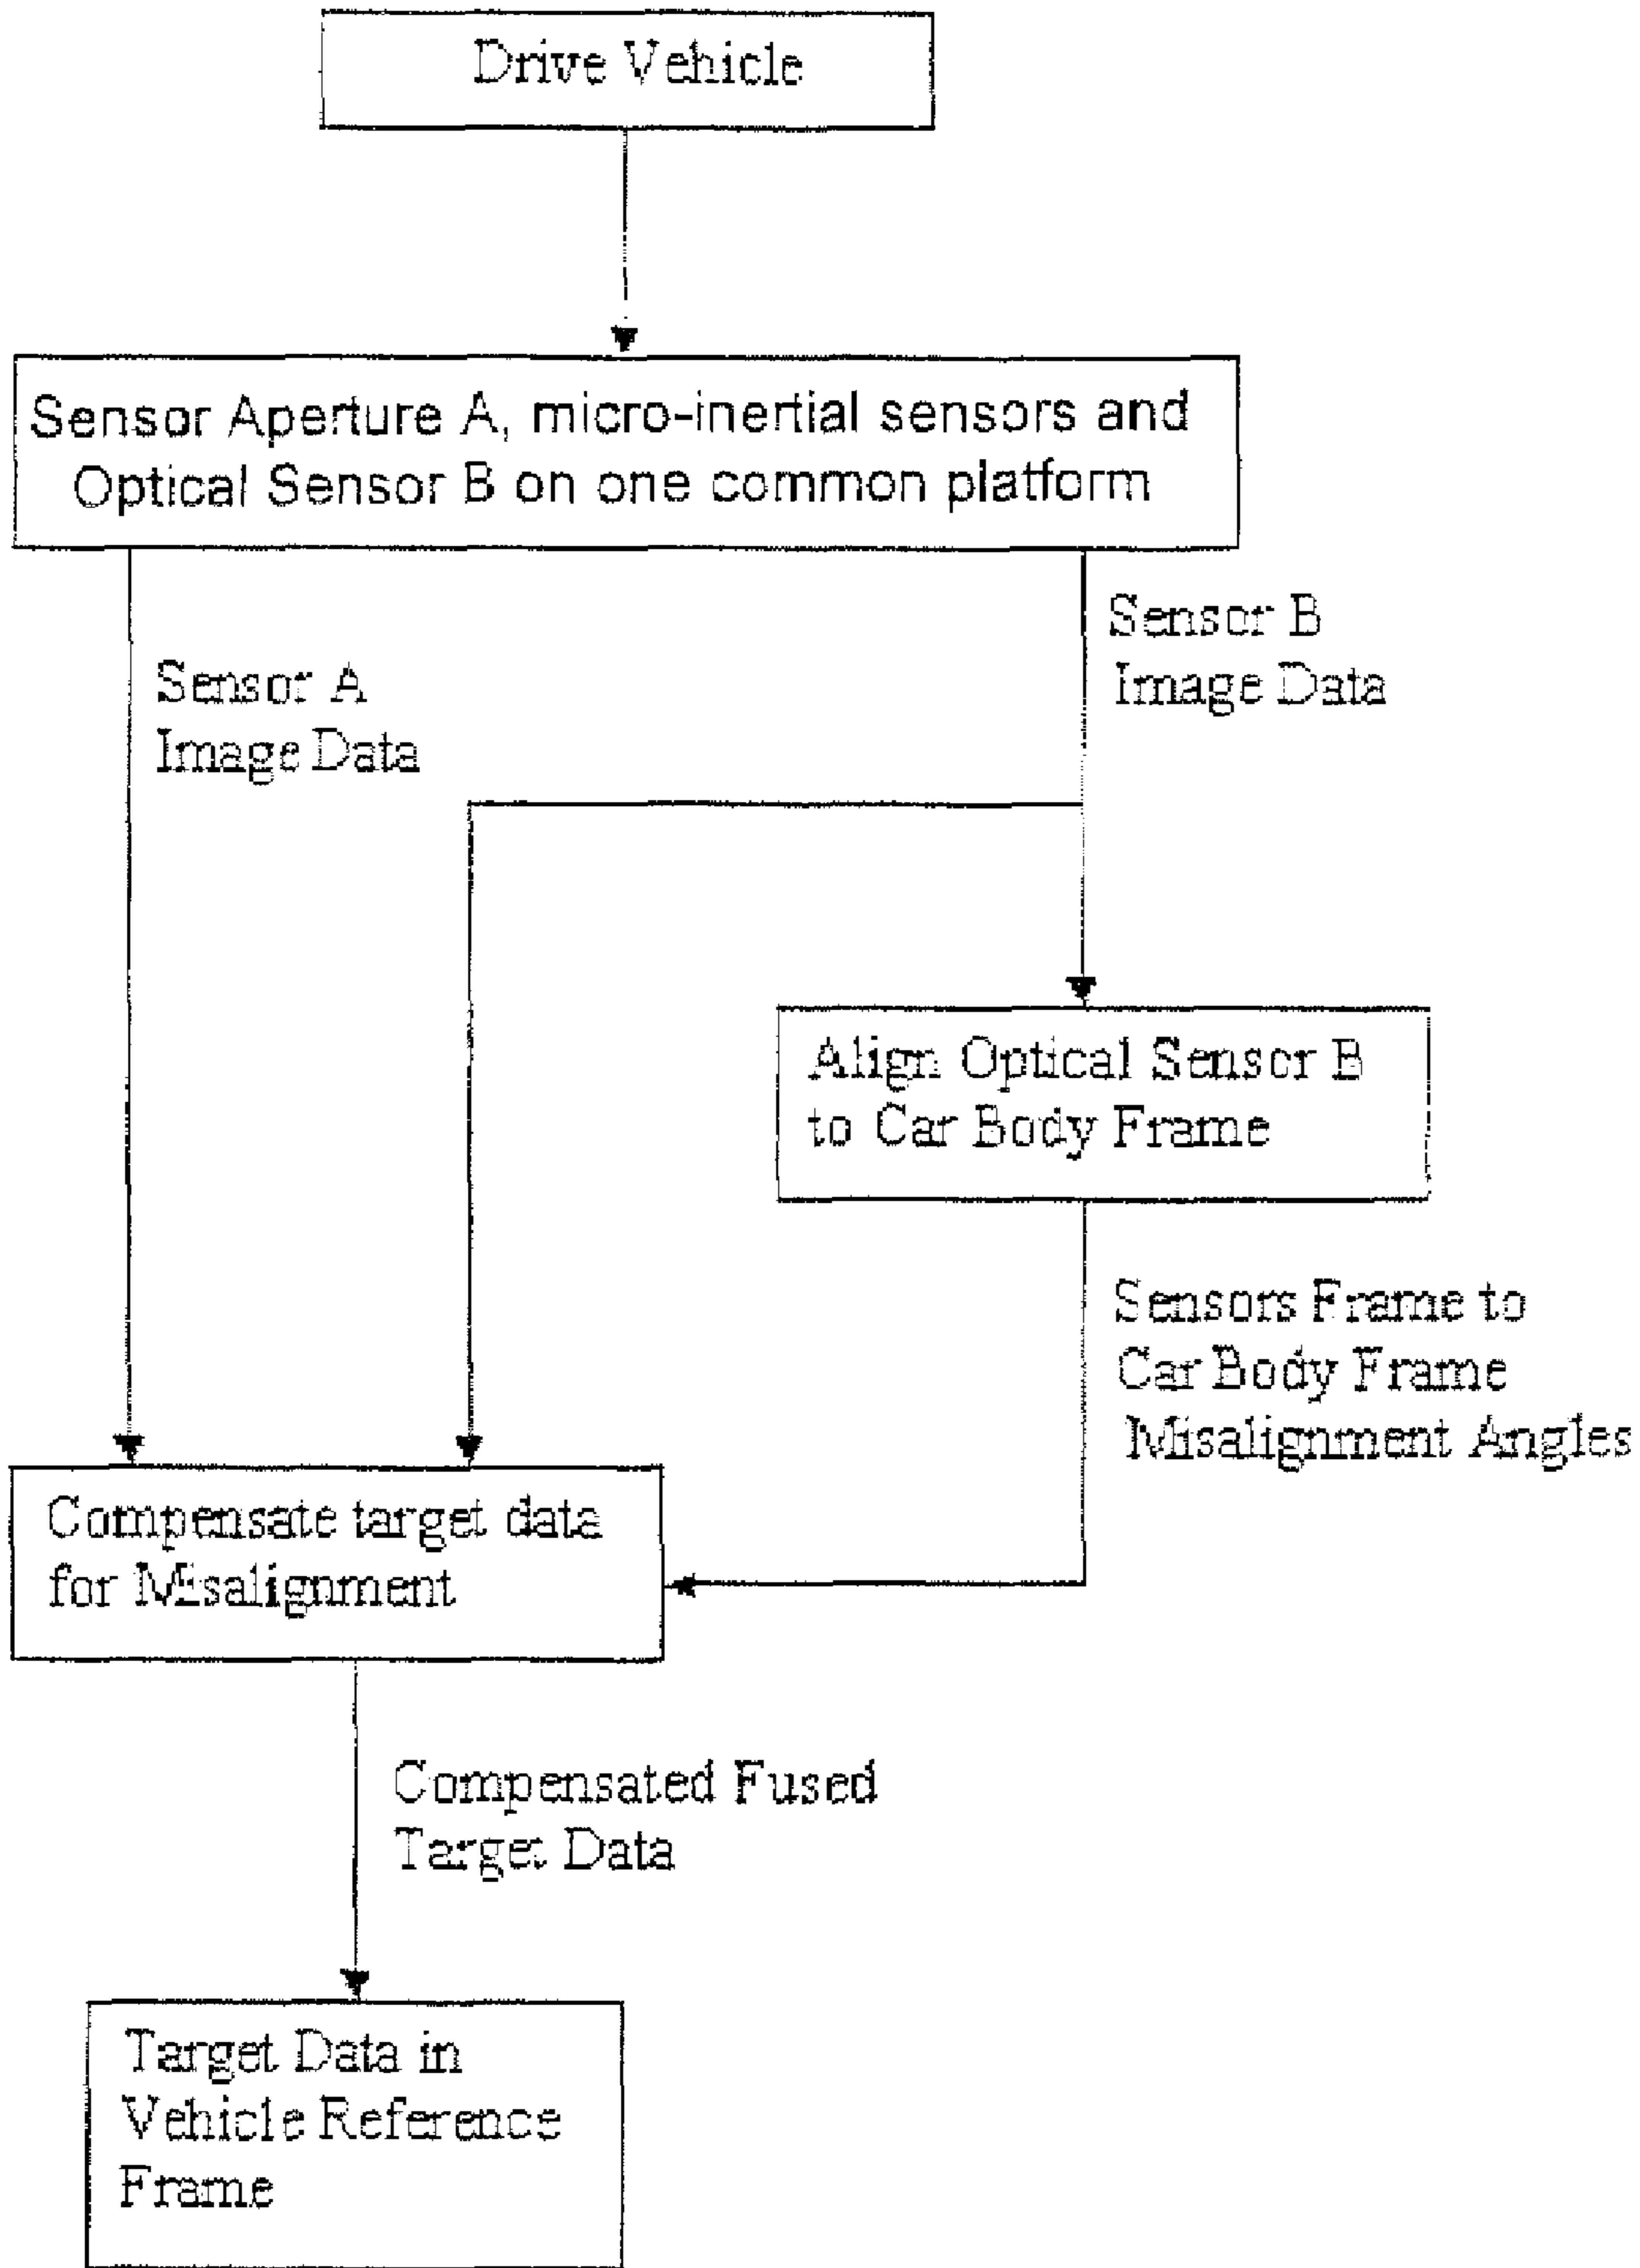 Drive Vehicle
Sensor Aperture A, micro-inertial sensors and
Optical Sensor B on one common platform
Sensor A
Image Data
Sensor B
Image Data
Align Optical Sensor B
to Car Body Frame
Sensors Frame to
Car Body Frame
Misalignment Angles
Compensate target data
for Misalignment
Compensated Fused
Target Data
Target Data in
Vehicle Reference
Frame